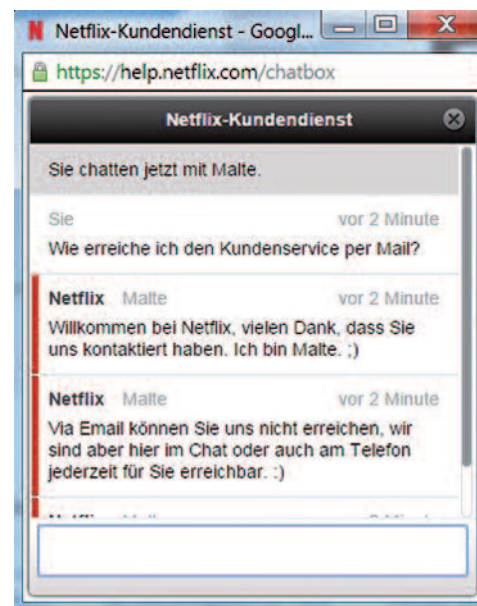 Netflix-Kundendienst - Googl...
https://help.netflix.com/chatbox
Netflix-Kundendienst
Sie chatten jetzt mit Malte.
Sie vor 2 Minute
Wie erreiche ich den Kundenservice per Mail?
Netflix Malte vor 2 Minute
Willkommen bei Netflix, vielen Dank, dass Sie
uns kontaktiert haben. Ich bin Malte. ;)
Netflix Malte vor 2 Minute
Via Email können Sie uns nicht erreichen, wir
sind aber hier im Chat oder auch am Telefon
jederzeit für Sie erreichbar. :)